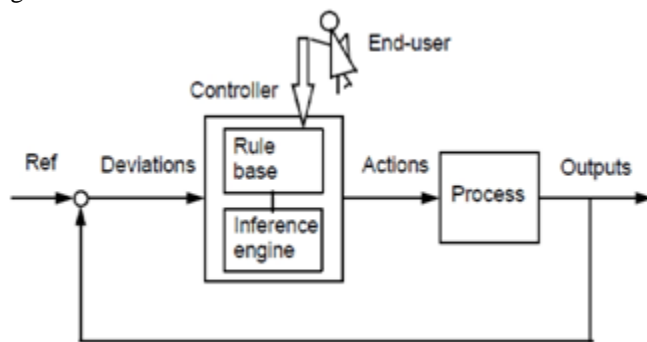 End-user
Controller
Ref
Deviations
Rule
base
Inference
engine
Actions
Process
Outputs